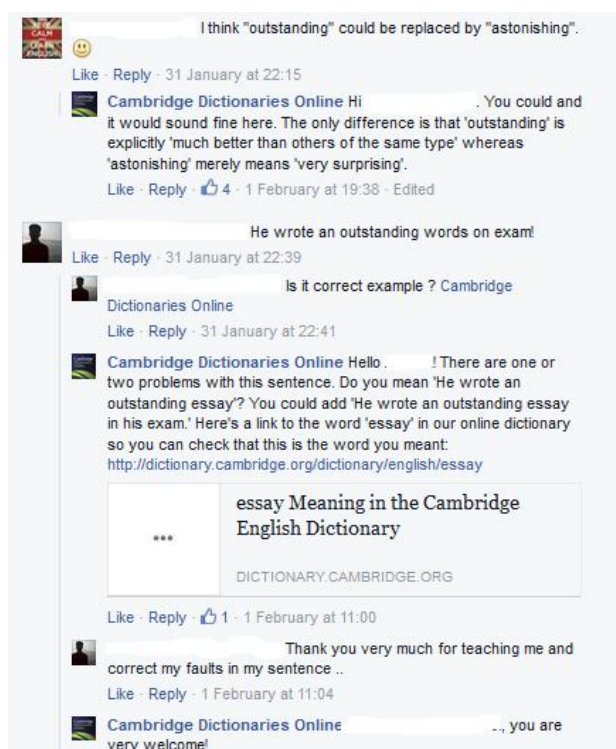 KEEP
CALM
I think "outstanding" could be replaced by "astonishing".
Like · Reply · 31 January at 22:15
Cambridge Dictionaries Online Hi . You could and
it would sound fine here. The only difference is that 'outstanding' is
explicitly 'much better than others of the same type' whereas
'astonishing' merely means 'very surprising'.
Like · Reply · 4 · 1 February at 19:38 · Edited
He wrote an outstanding words on exam!
Like · Reply · 31 January at 22:39
Is it correct example ? Cambridge
Dictionaries Online
Like · Reply · 31 January at 22:41
Cambridge Dictionaries Online Hello . ! There are one or
two problems with this sentence. Do you mean 'He wrote an
outstanding essay'? You could add 'He wrote an outstanding essay
in his exam.' Here's a link to the word 'essay' in our online dictionary
so you can check that this is the word you meant:
http://dictionary.cambridge.org/dictionary/english/essay
essay Meaning in the Cambridge
English Dictionary
DICTIONARY.CAMBRIDGE.ORG
Like · Reply · 1 · 1 February at 11:00
Thank you very much for teaching me and
correct my faults in my sentence ..
Like · Reply · 1 February at 11:04
Cambridge Dictionaries Online , you are
very welcome!